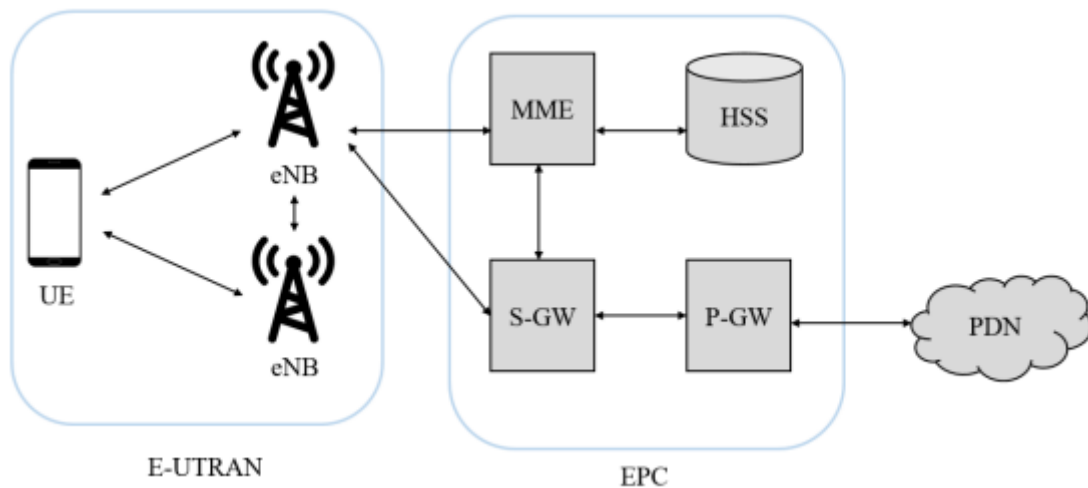 MME
HSS
eNB
UE
S-GW
P-GW
PDN
eNB
E-UTRAN
EPC